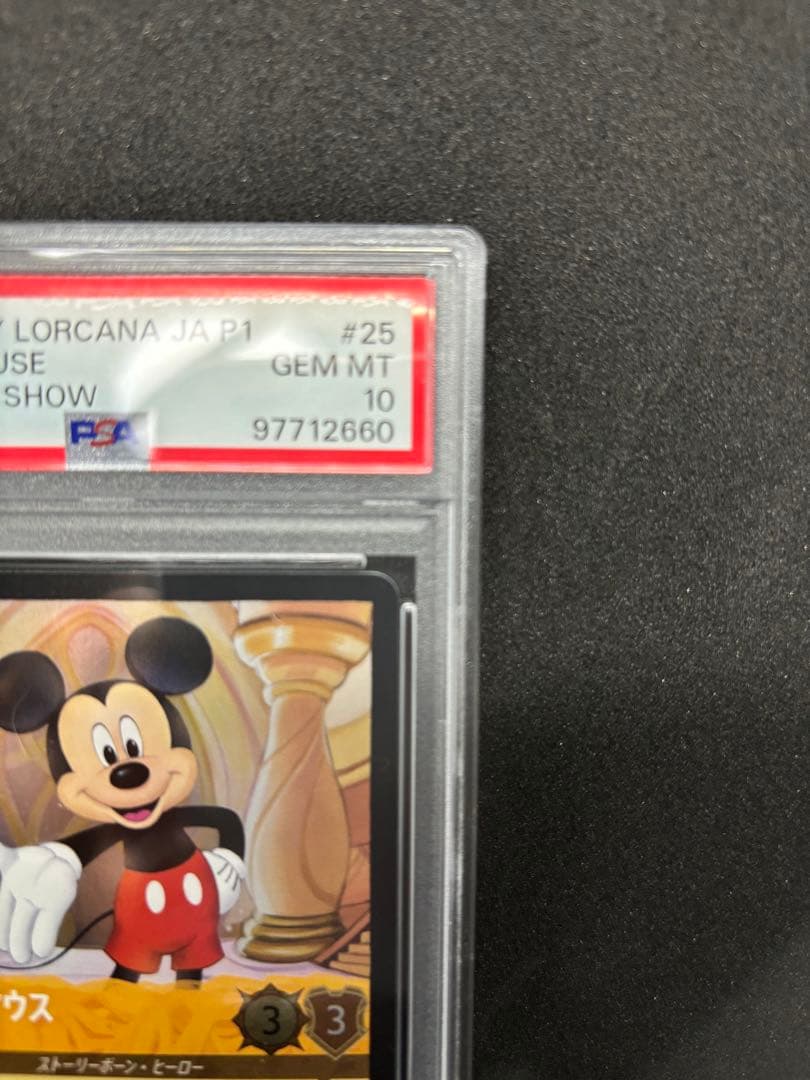 Y LORCANA JA P1 #25
USE GEM MT
SHOW 10
PSA 97712660
マウス
3 3
ストーリーボーン・ヒーロー